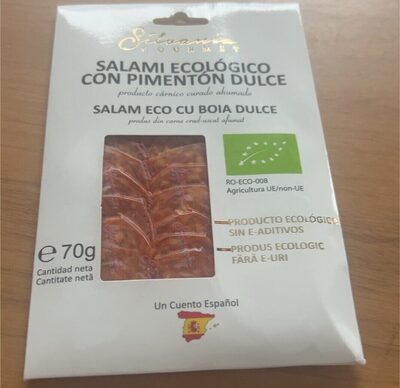 Silvania
GOURMET
SALAMI ECOLÓGICO
CON PIMENTÓN DULCE
producto cárnico curado ahumado
SALAM ECO CU BOIA DULCE
produs din carne crud-uscat afumat
RO-ECO-008
Agricultura UE/non-UE
PRODUCTO ECOLÓGICO
SIN E-ADITIVOS
PRODUS ECOLOGIC
FĂRĂ E-URI
e 70g
Cantidad neta
Cantitate netă
Un Cuento Español